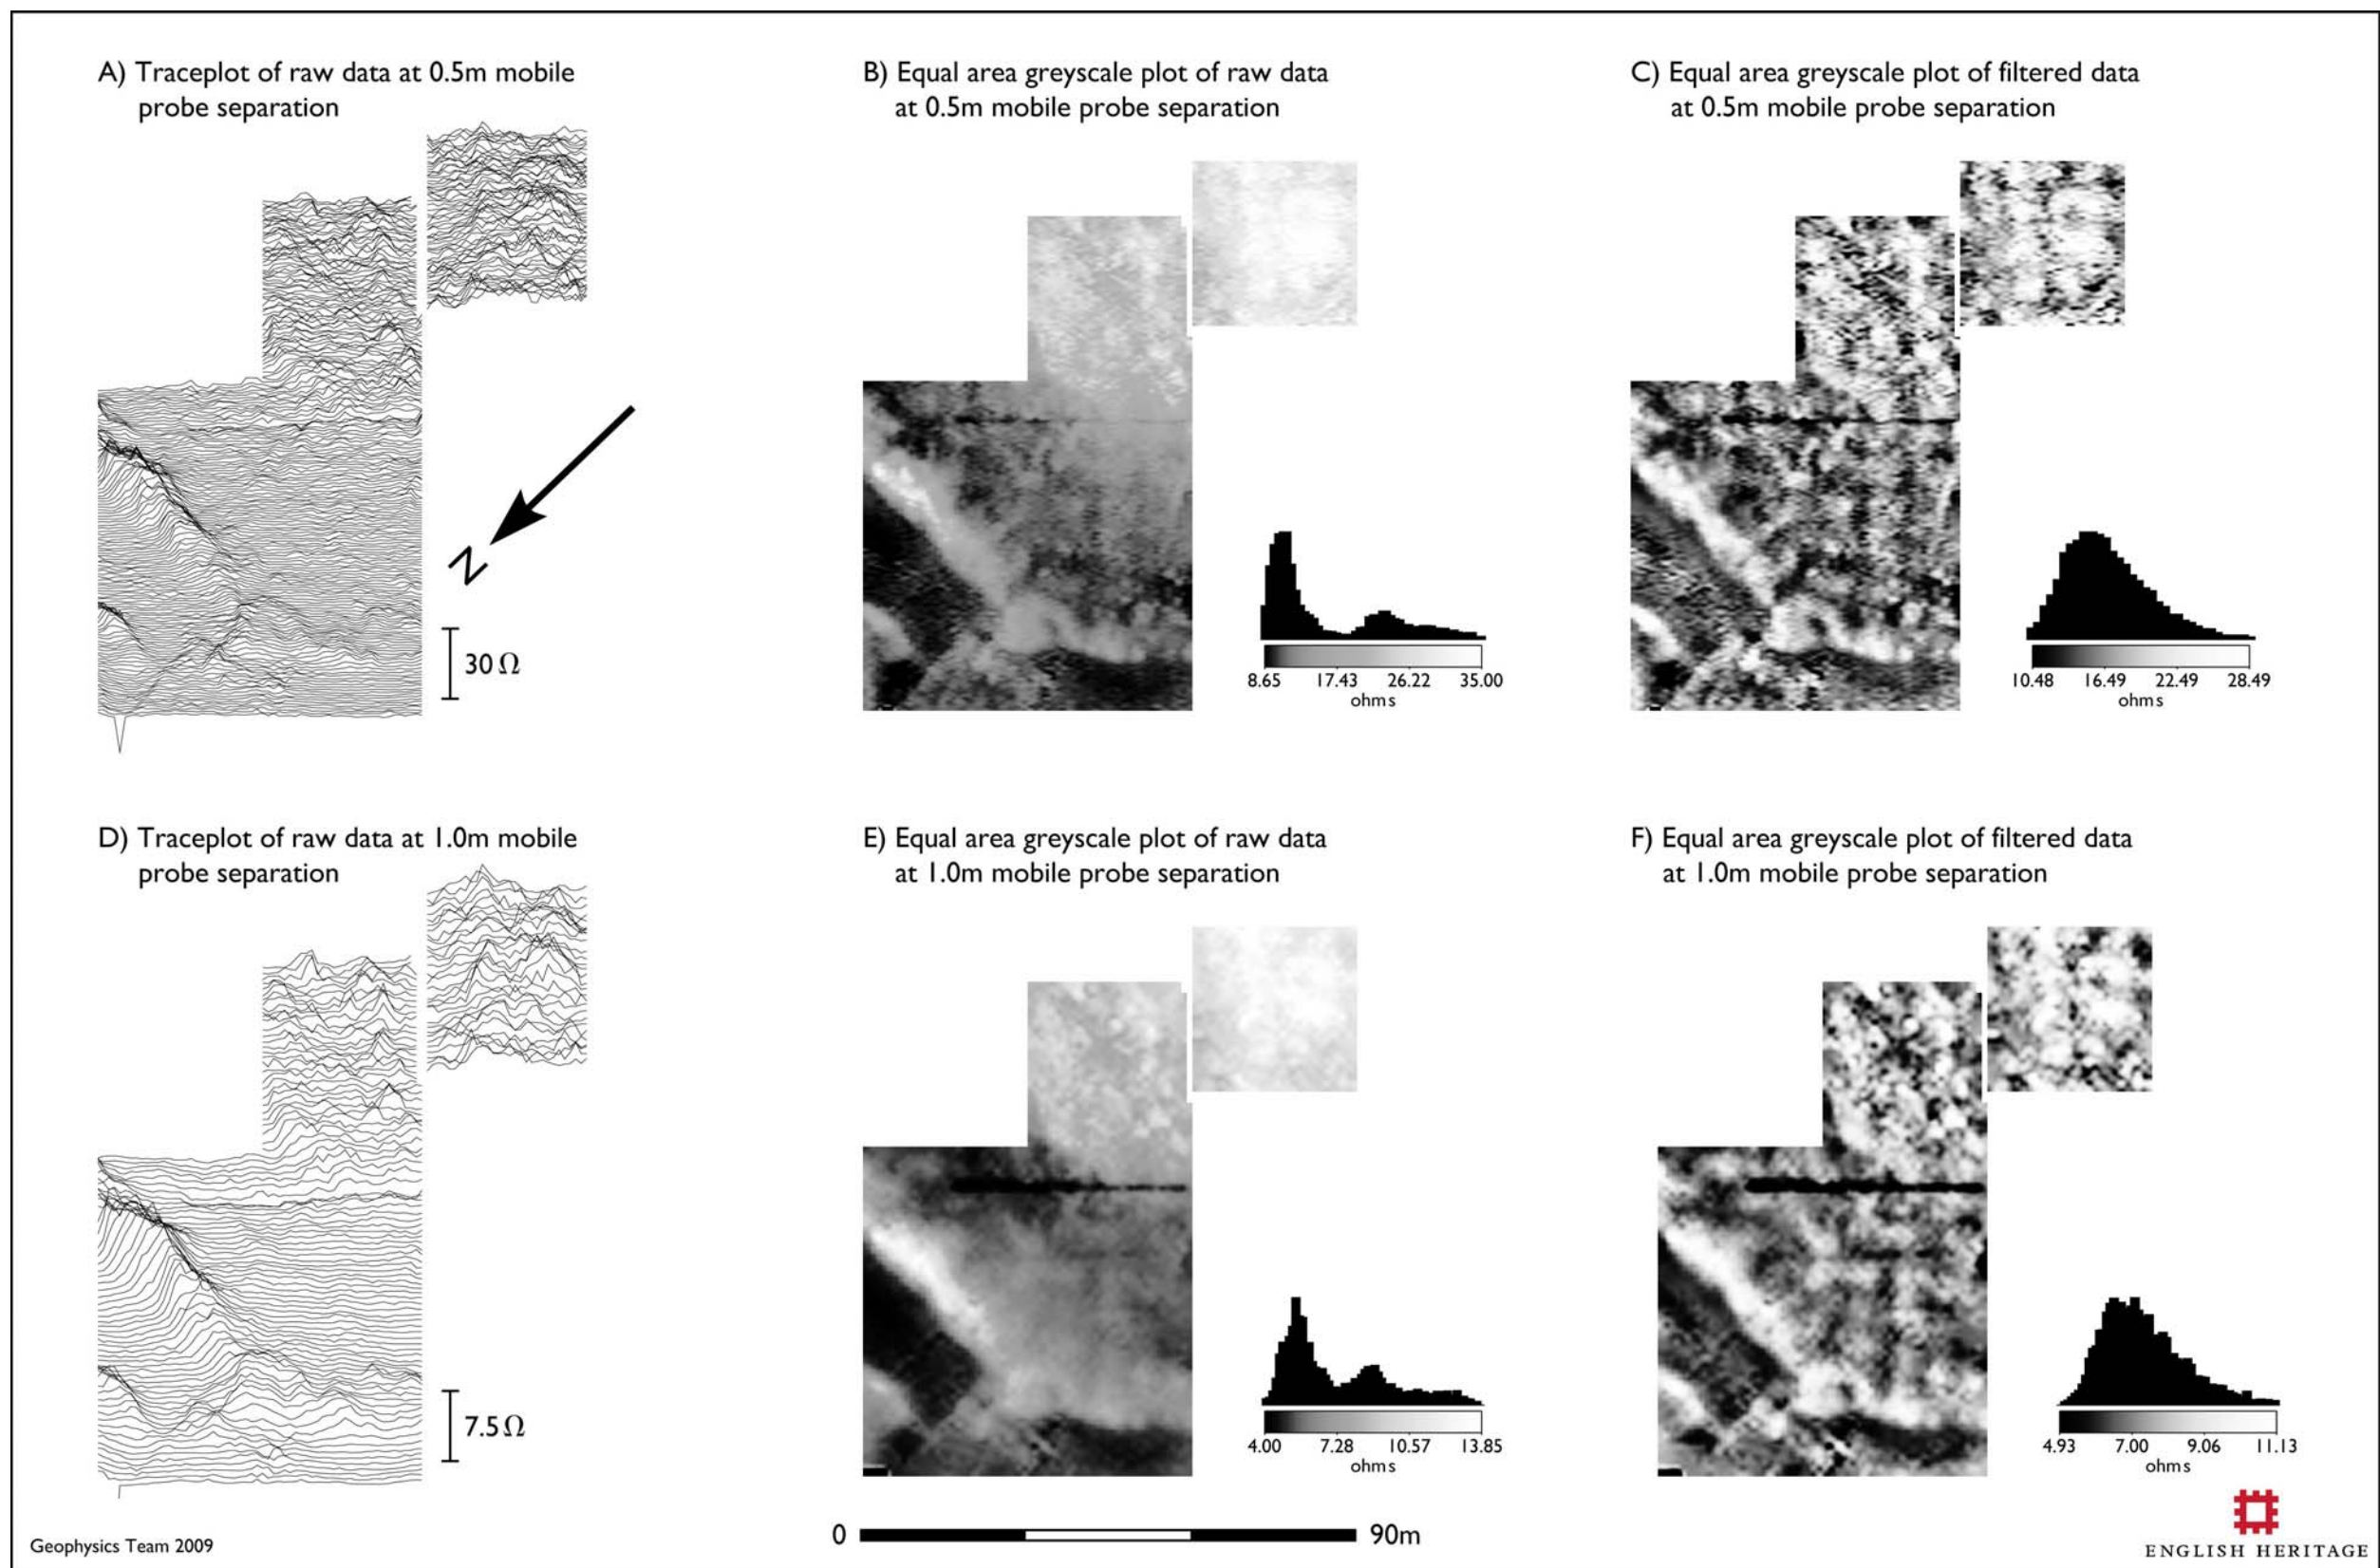 A) Traceplot of raw data at 0.5m mobile
probe separation
B) Equal area greyscale plot of raw data
at 0.5m mobile probe separation
C) Equal area greyscale plot of filtered data
at 0.5m mobile probe separation
N
30 Ω
8.65 17.43 26.22 35.00
ohms
10.48 16.49 22.49 28.49
ohms
D) Traceplot of raw data at 1.0m mobile
probe separation
E) Equal area greyscale plot of raw data
at 1.0m mobile probe separation
F) Equal area greyscale plot of filtered data
at 1.0m mobile probe separation
7.5 Ω
4.00 7.28 10.57 13.85
ohms
4.93 7.00 9.06 11.13
ohms
0 90m
Geophysics Team 2009
ENGLISH HERITAGE